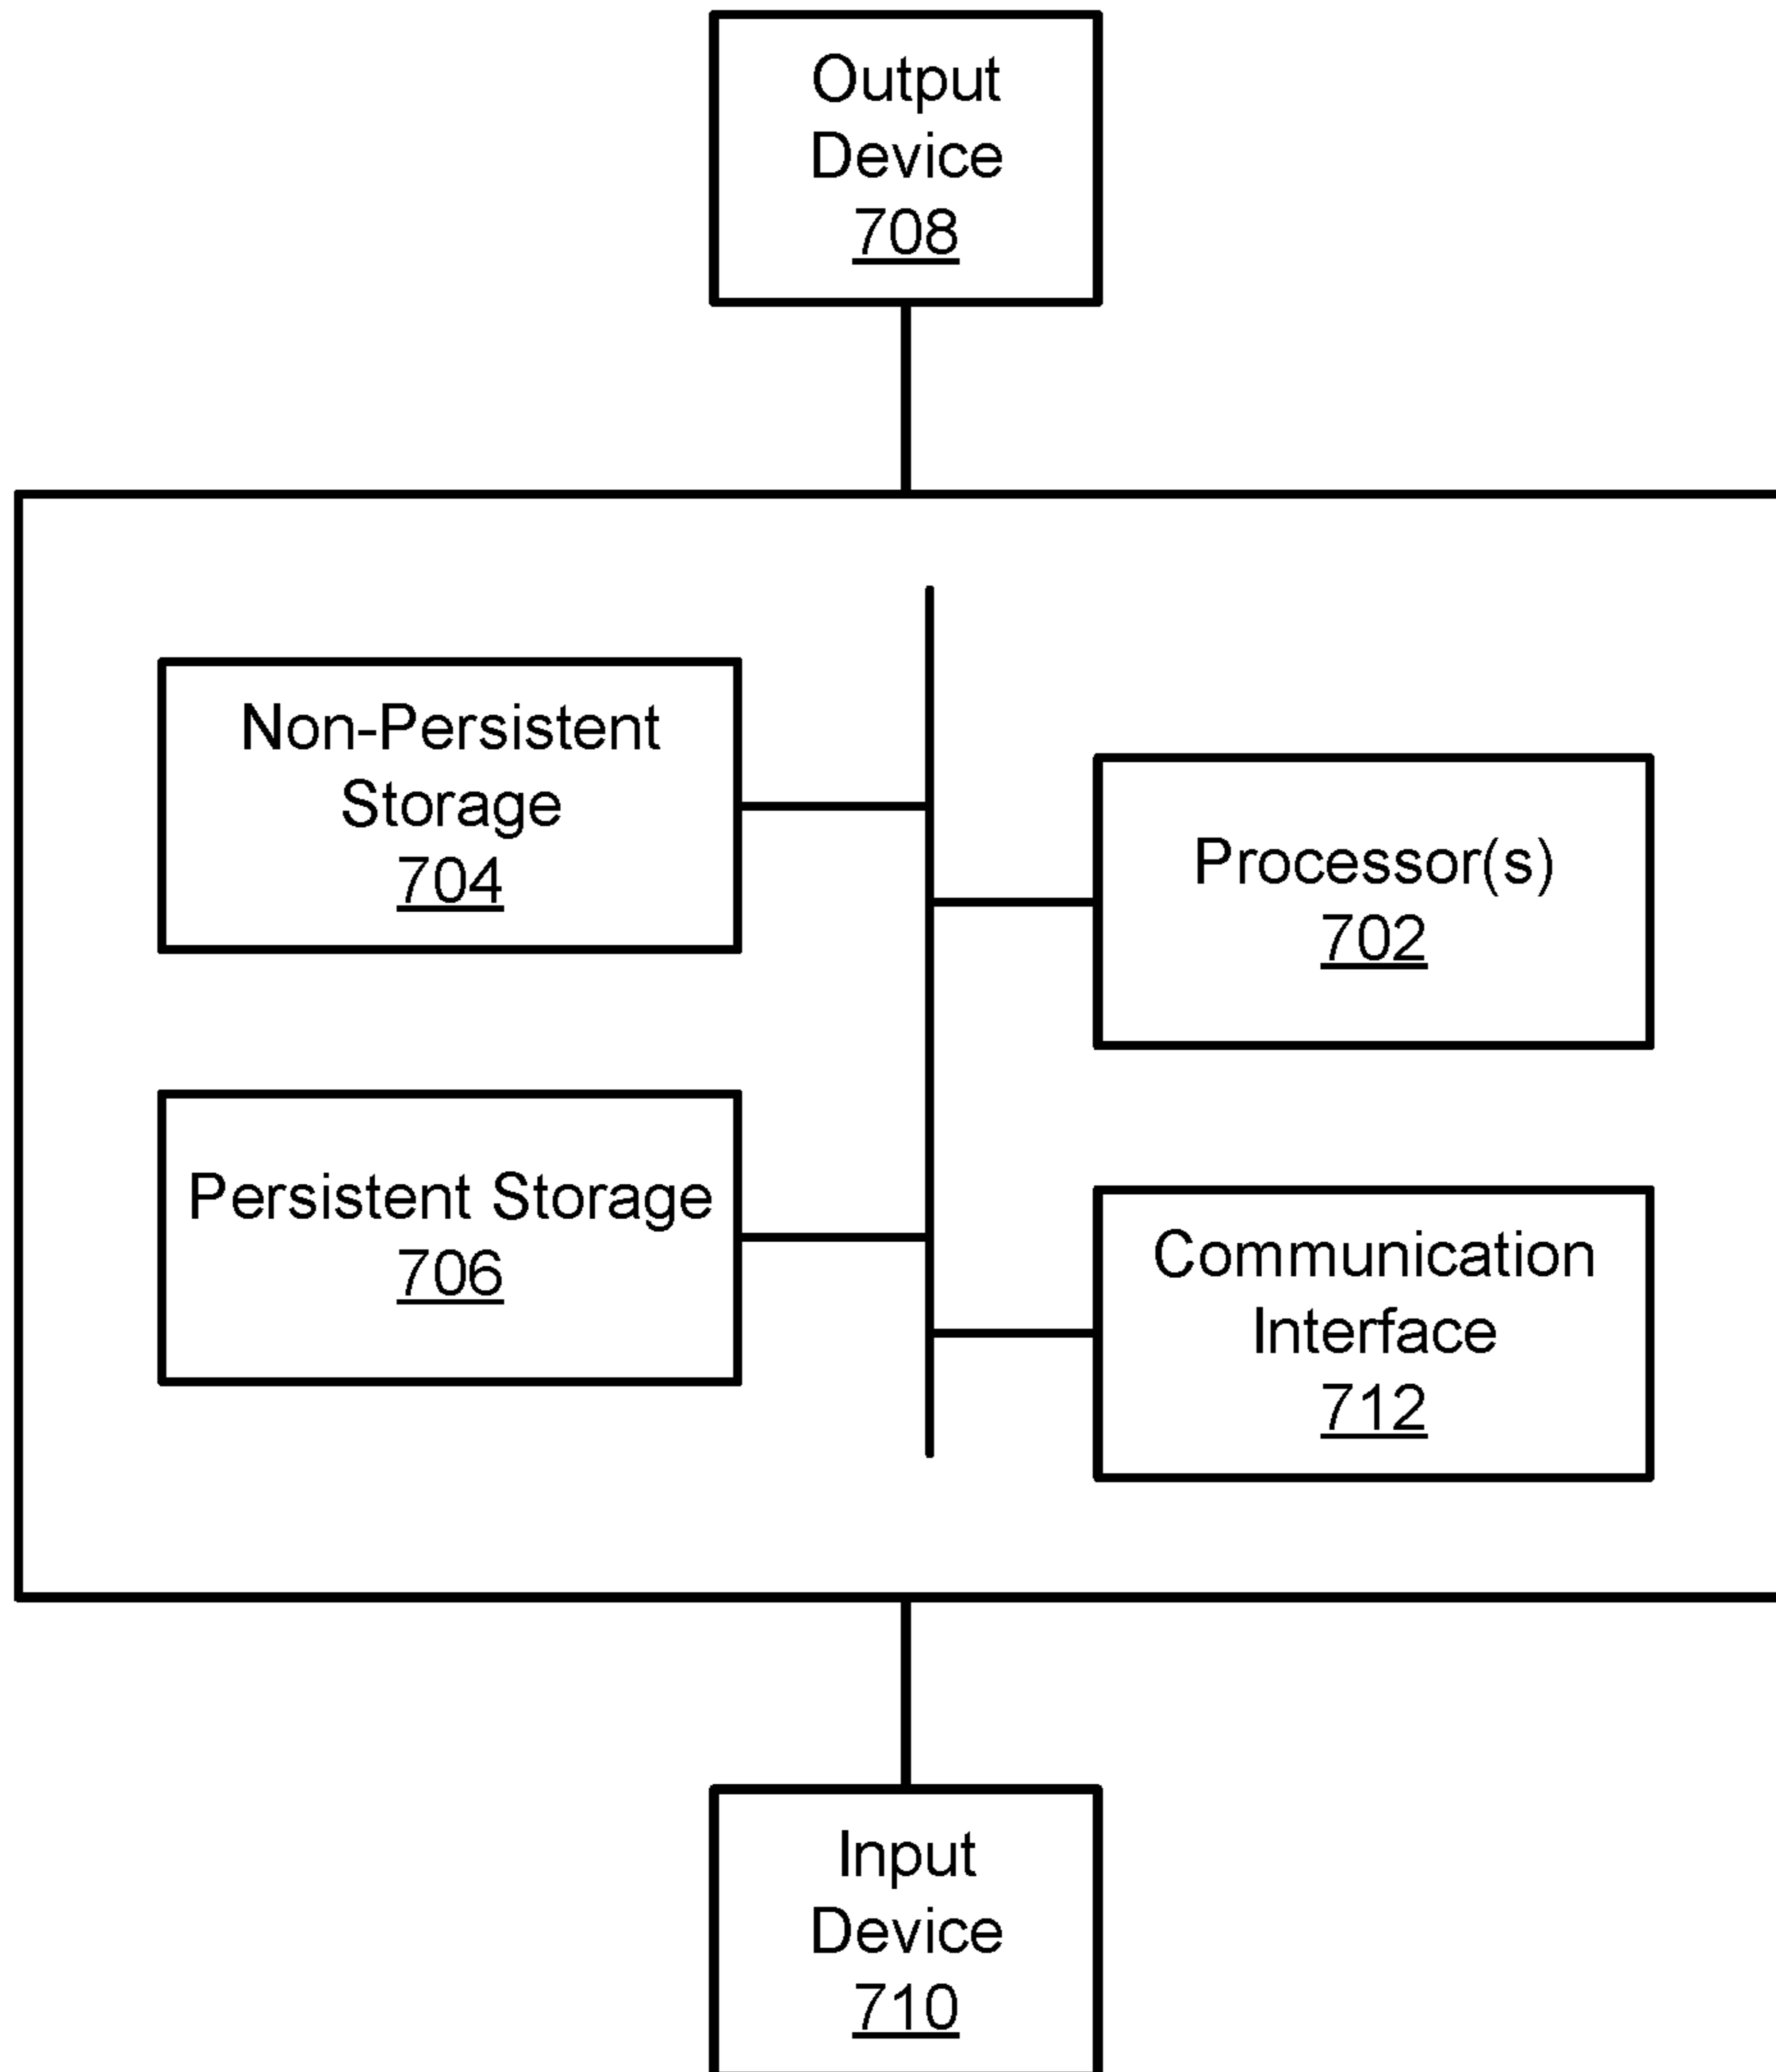 Output
Device
708
Non-Persistent
Storage
704
Processor(s)
702
Persistent Storage
706
Communication
Interface
712
Input
Device
710